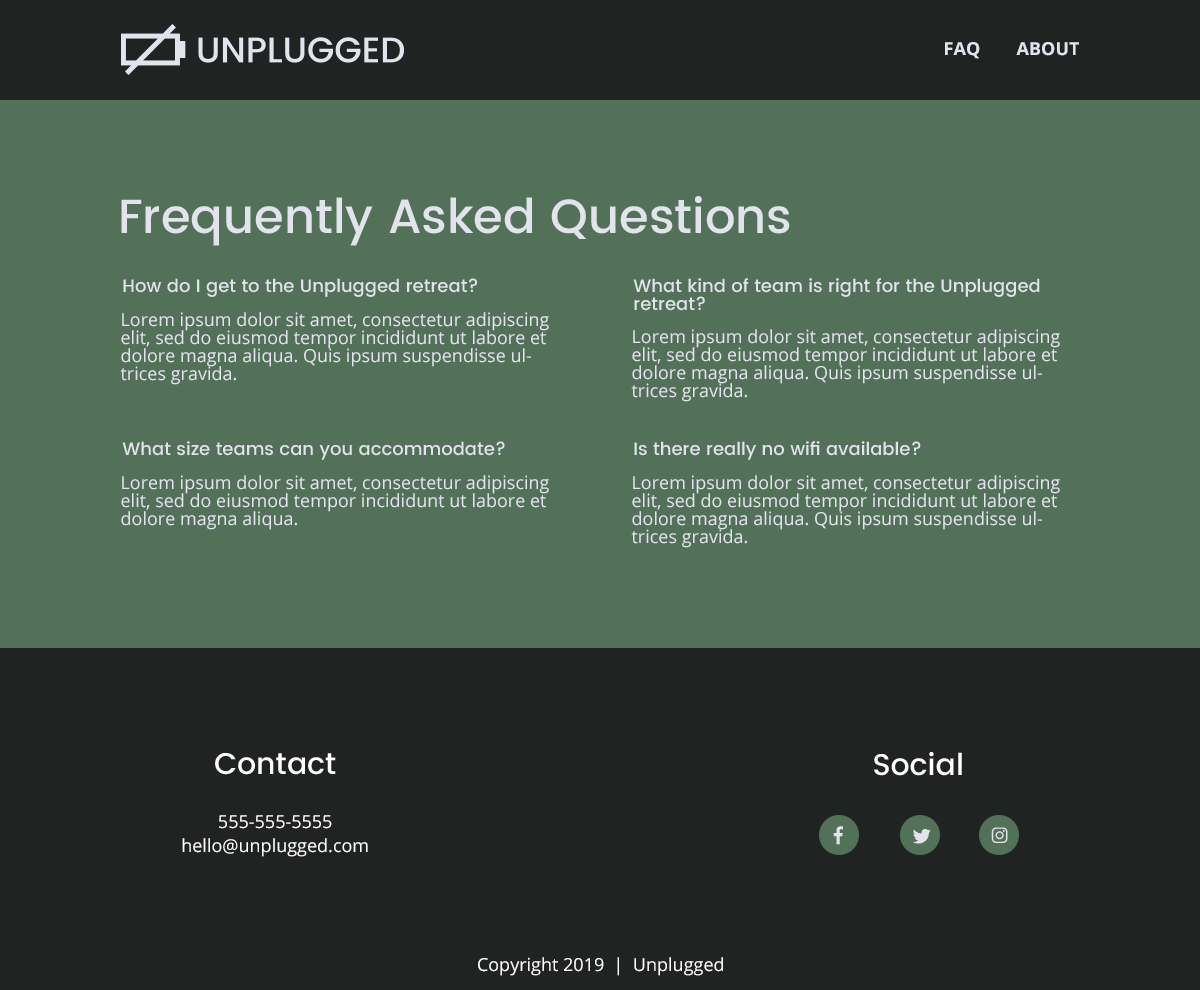 UNPLUGGED
FAQ ABOUT
Frequently Asked Questions
How do I get to the Unplugged retreat?
Lorem ipsum dolor sit amet, consectetur adipiscing
elit, sed do eiusmod tempor incididunt ut labore et
dolore magna aliqua. Quis ipsum suspendisse ul-
trices gravida.
What kind of team is right for the Unplugged
retreat?
Lorem ipsum dolor sit amet, consectetur adipiscing
elit, sed do eiusmod tempor incididunt ut labore et
dolore magna aliqua. Quis ipsum suspendisse ul-
trices gravida.
What size teams can you accommodate?
Lorem ipsum dolor sit amet, consectetur adipiscing
elit, sed do eiusmod tempor incididunt ut labore et
dolore magna aliqua.
Is there really no wifi available?
Lorem ipsum dolor sit amet, consectetur adipiscing
elit, sed do eiusmod tempor incididunt ut labore et
dolore magna aliqua. Quis ipsum suspendisse ul-
trices gravida.
Contact
555-555-5555
hello@unplugged.com
Social
Copyright 2019 | Unplugged